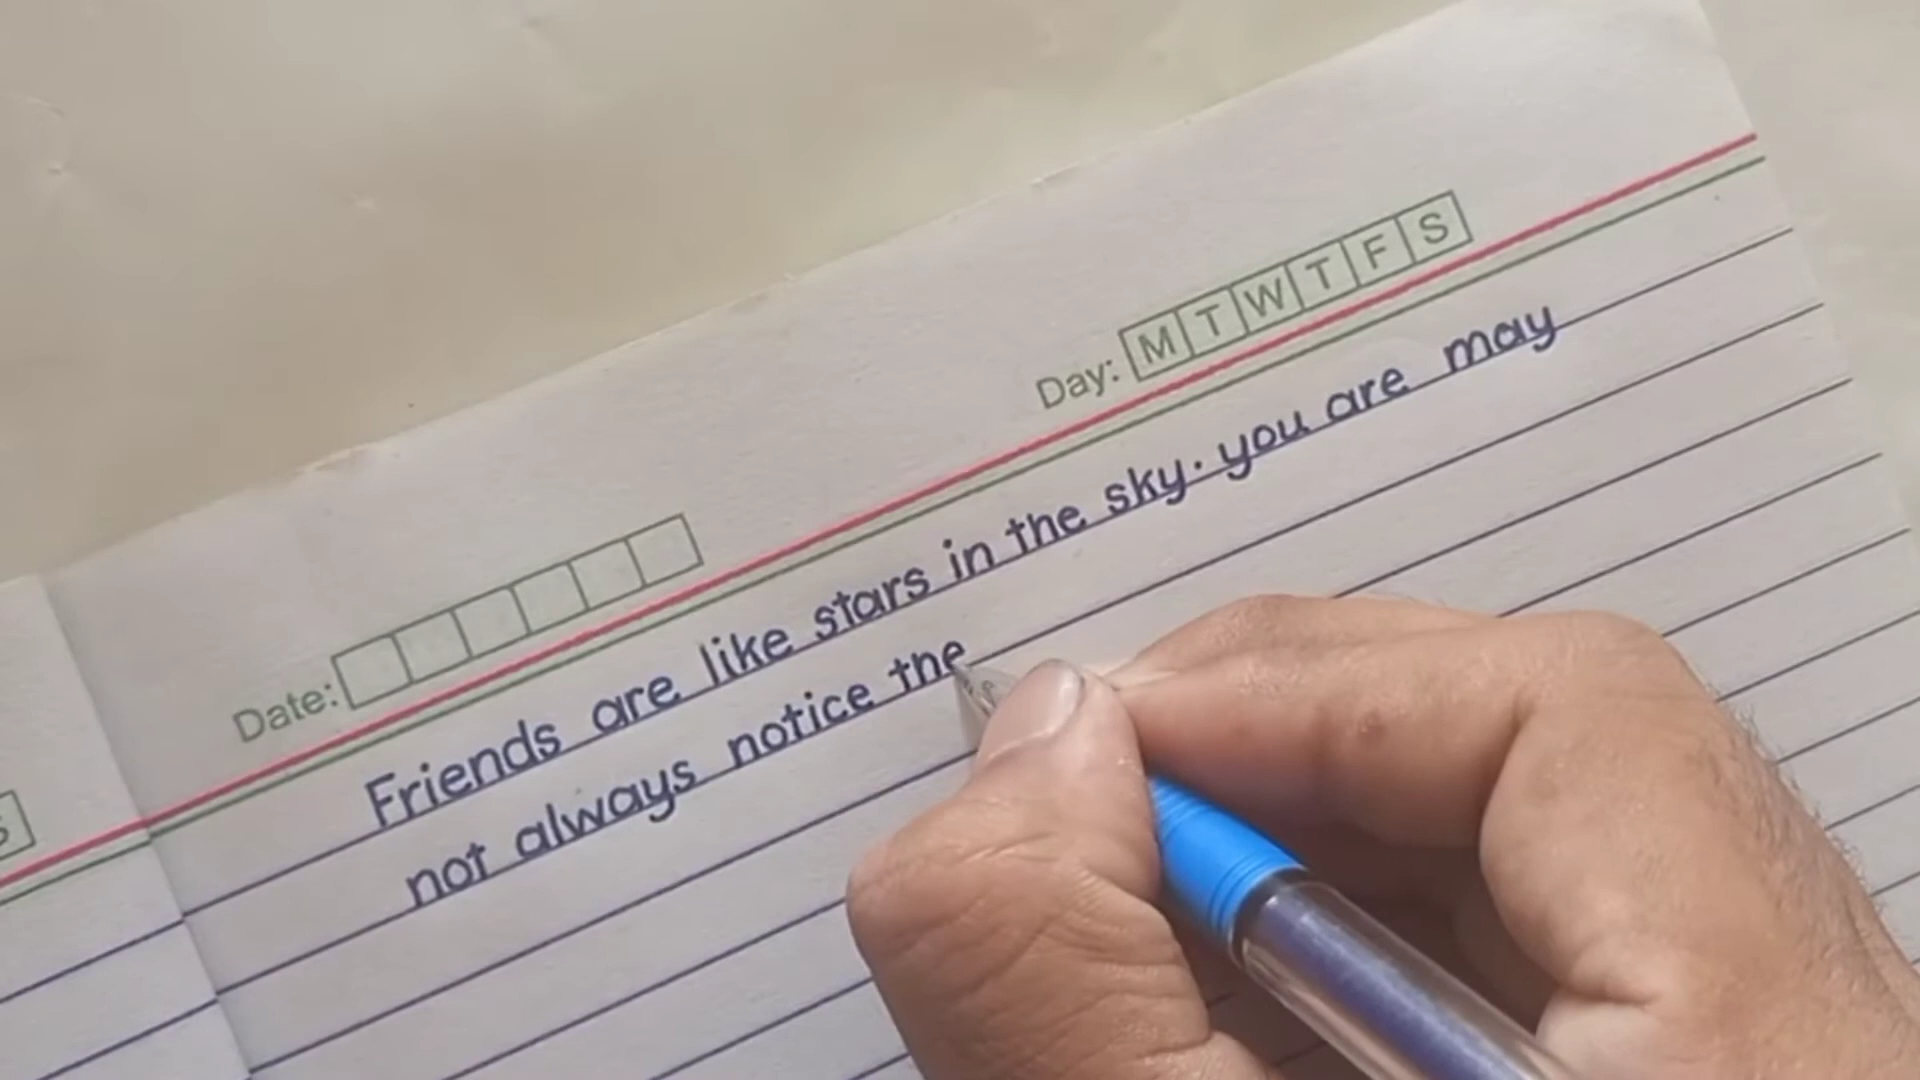 Day: M T W T F S
Date:
Friends are like stars in the sky. you are may
not always notice the
S